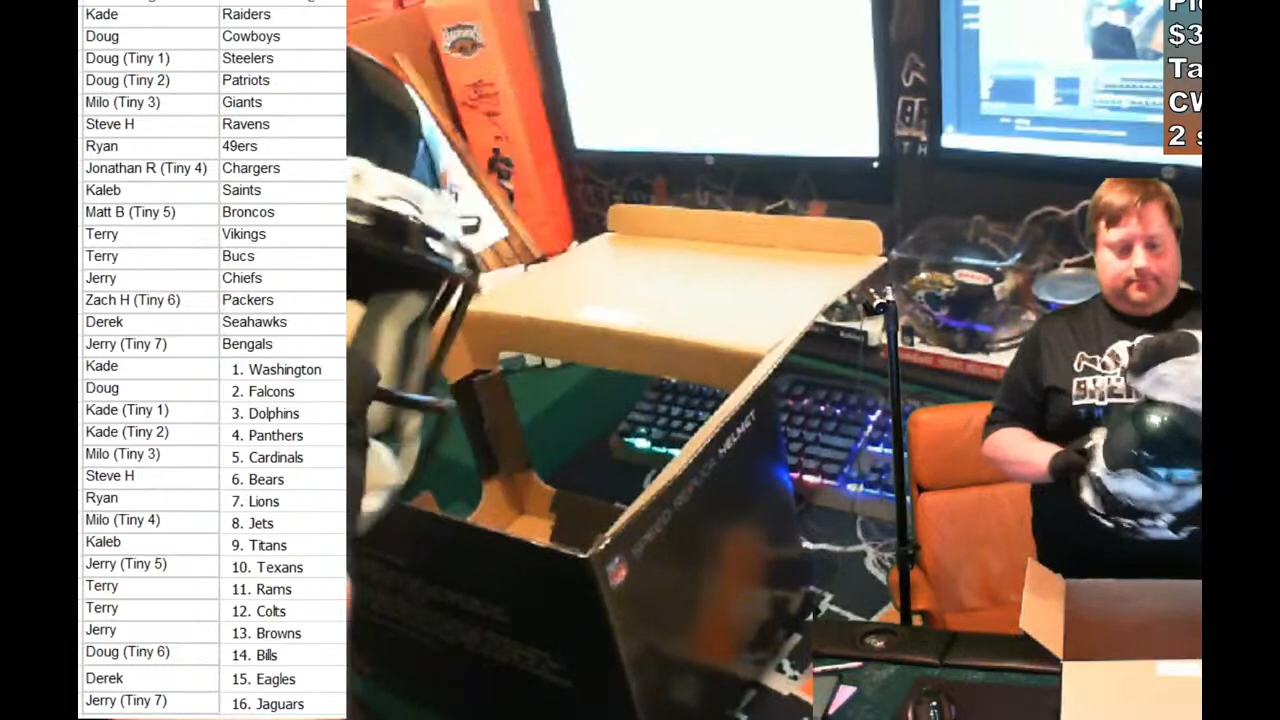 Kade Raiders
Doug Cowboys
Doug (Tiny 1) Steelers
Doug (Tiny 2) Patriots
Milo (Tiny 3) Giants
Steve H Ravens
Ryan 49ers
Jonathan R (Tiny 4) Chargers
Kaleb Saints
Matt B (Tiny 5) Broncos
Terry Vikings
Terry Bucs
Jerry Chiefs
Zach H (Tiny 6) Packers
Derek Seahawks
Jerry (Tiny 7) Bengals
Kade 1. Washington
Doug 2. Falcons
Kade (Tiny 1) 3. Dolphins
Kade (Tiny 2) 4. Panthers
Milo (Tiny 3) 5. Cardinals
Steve H 6. Bears
Ryan 7. Lions
Milo (Tiny 4) 8. Jets
Kaleb 9. Titans
Jerry (Tiny 5) 10. Texans
Terry 11. Rams
Terry 12. Colts
Jerry 13. Browns
Doug (Tiny 6) 14. Bills
Derek 15. Eagles
Jerry (Tiny 7) 16. Jaguars
$3
Ta
CW
2 s
SPEED REPLICA HELMET
NFL